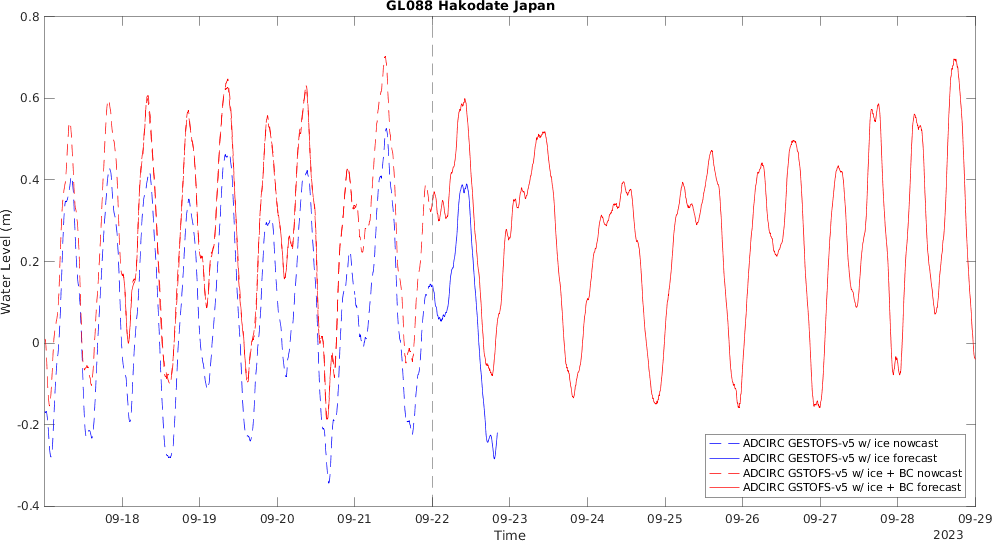 GL088 Hakodate Japan
0.8
0.6
0.4
0.2
0
-0.2
-0.4
Water Level (m)
ADCIRC GESTOFS-v5 w/ ice nowcast
ADCIRC GESTOFS-v5 w/ ice forecast
ADCIRC GSTOFS-v5 w/ ice + BC nowcast
ADCIRC GSTOFS-v5 w/ ice + BC forecast
09-18 09-19 09-20 09-21 09-22 09-23 09-24 09-25 09-26 09-27 09-28 09-29
Time
2023